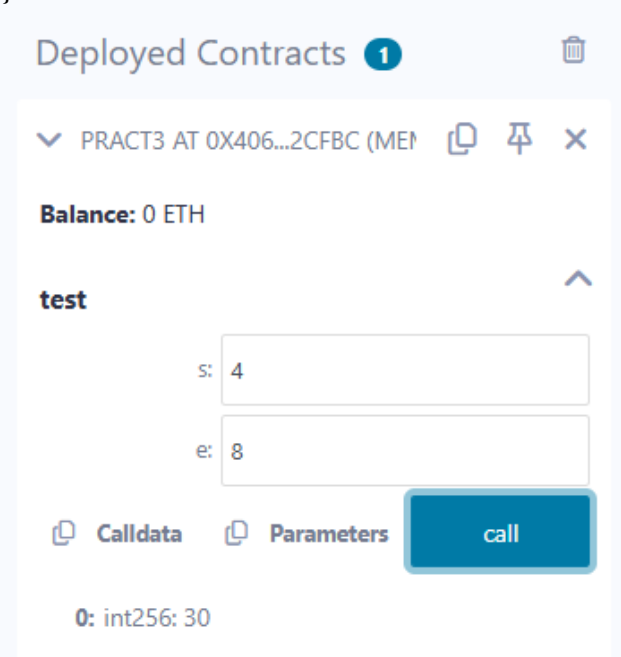 Deployed Contracts 1
PRACT3 AT 0X406...2CFBC (MEM
Balance: 0 ETH
test
s: 4
e: 8
Calldata Parameters call
0: int256: 30